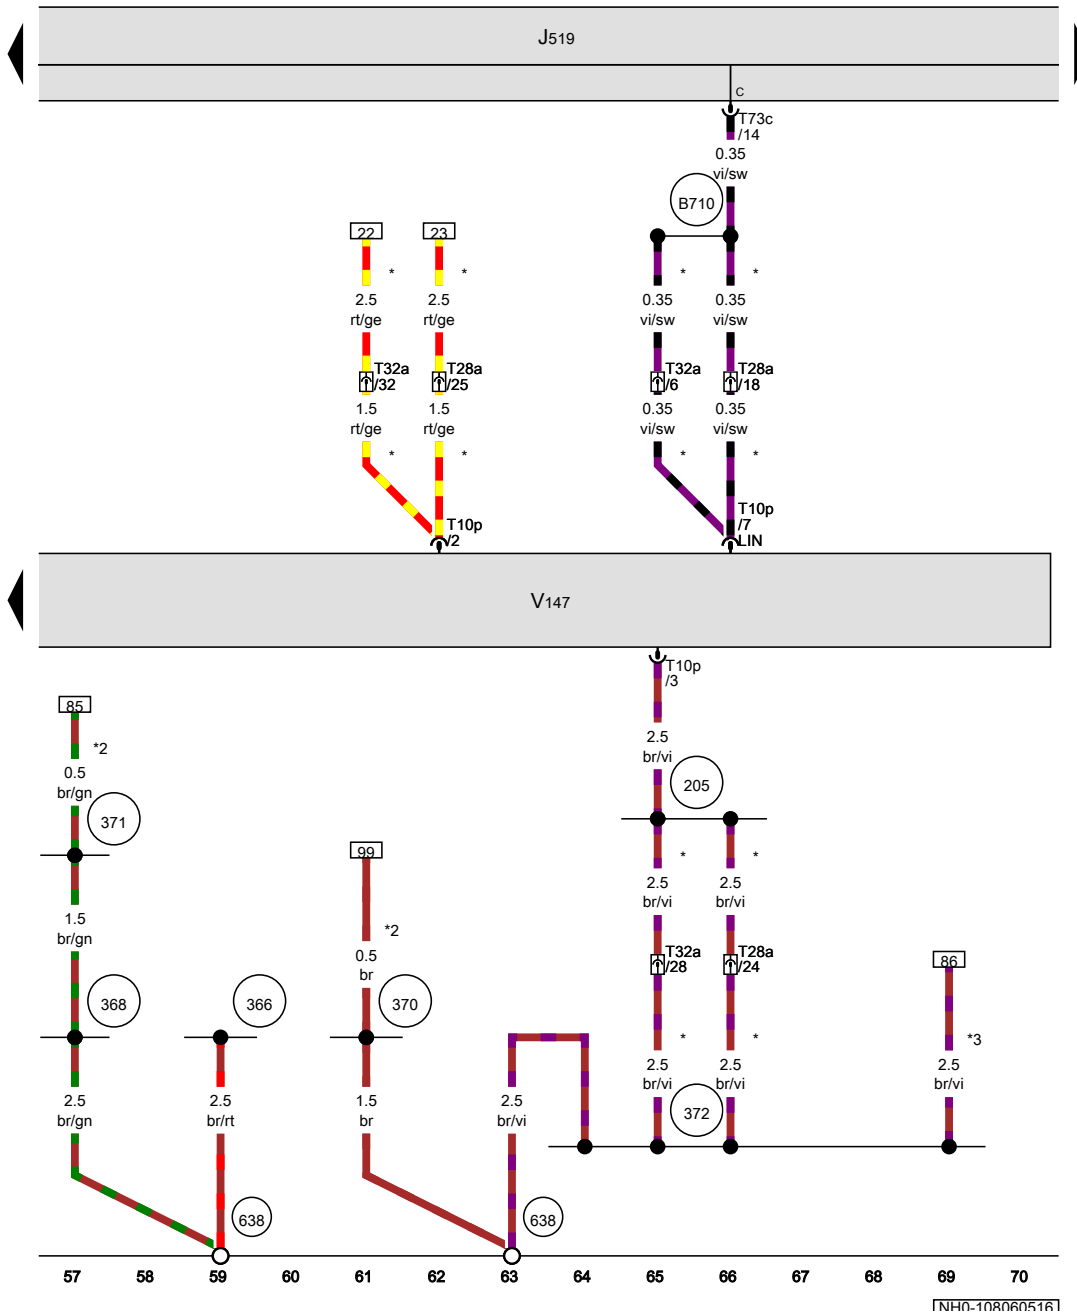 J519
C
T73c
/14
0.35
vi/sw
B710
22 23
* * * *
2.5 2.5 0.35 0.35
rt/ge rt/ge vi/sw vi/sw
T32a T28a T32a T28a
/32 /25 /6 /18
1.5 1.5 0.35 0.35
rt/ge rt/ge vi/sw vi/sw
* * * *
T10p T10p
/2 /7
LIN
V147
T10p
/3
85
*2 2.5
br/vi
0.5
br/gn
205
371
99
* *
2.5 2.5
br/vi br/vi
1.5 *2
br/gn
0.5
br
T32a T28a
/28 /24
86
368 366 370
* * *3
2.5 2.5 2.5
br/vi br/vi br/vi
2.5 2.5 1.5 2.5
br/gn br/rt br br/vi
372
638 638
57 58 59 60 61 62 63 64 65 66 67 68 69 70
NH0-108060516